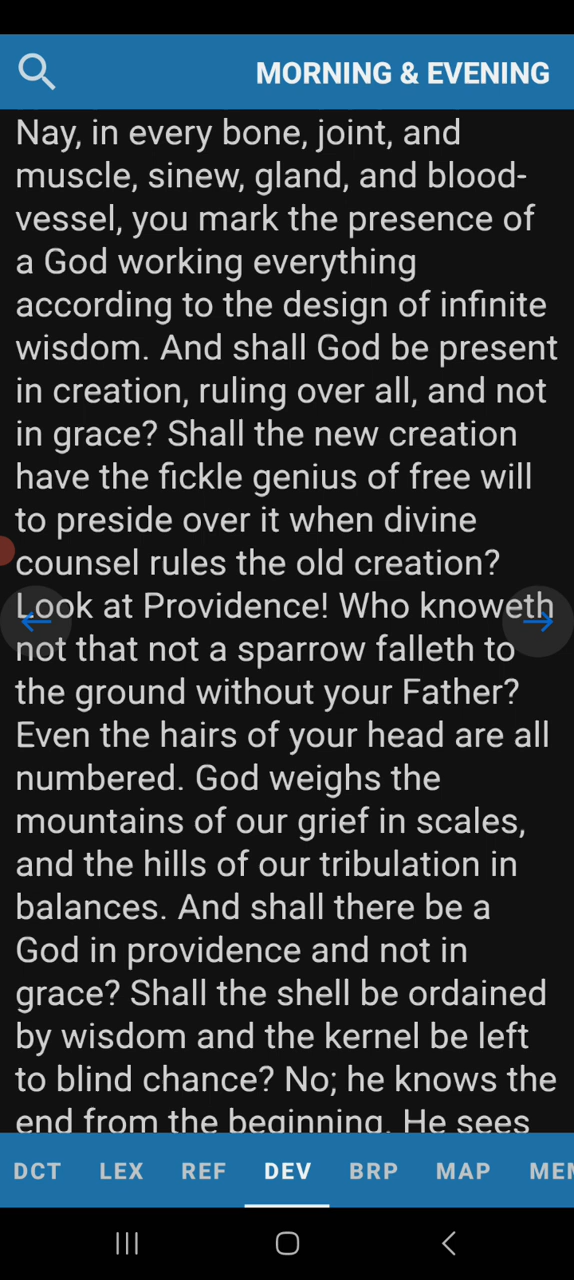 MORNING & EVENING
Nay, in every bone, joint, and
muscle, sinew, gland, and blood-
vessel, you mark the presence of
a God working everything
according to the design of infinite
wisdom. And shall God be present
in creation, ruling over all, and not
in grace? Shall the new creation
have the fickle genius of free will
to preside over it when divine
counsel rules the old creation?
Look at Providence! Who knoweth
not that not a sparrow falleth to
the ground without your Father?
Even the hairs of your head are all
numbered. God weighs the
mountains of our grief in scales,
and the hills of our tribulation in
balances. And shall there be a
God in providence and not in
grace? Shall the shell be ordained
by wisdom and the kernel be left
to blind chance? No; he knows the
end from the beginning. He sees
DCT LEX REF DEV BRP MAP MEM